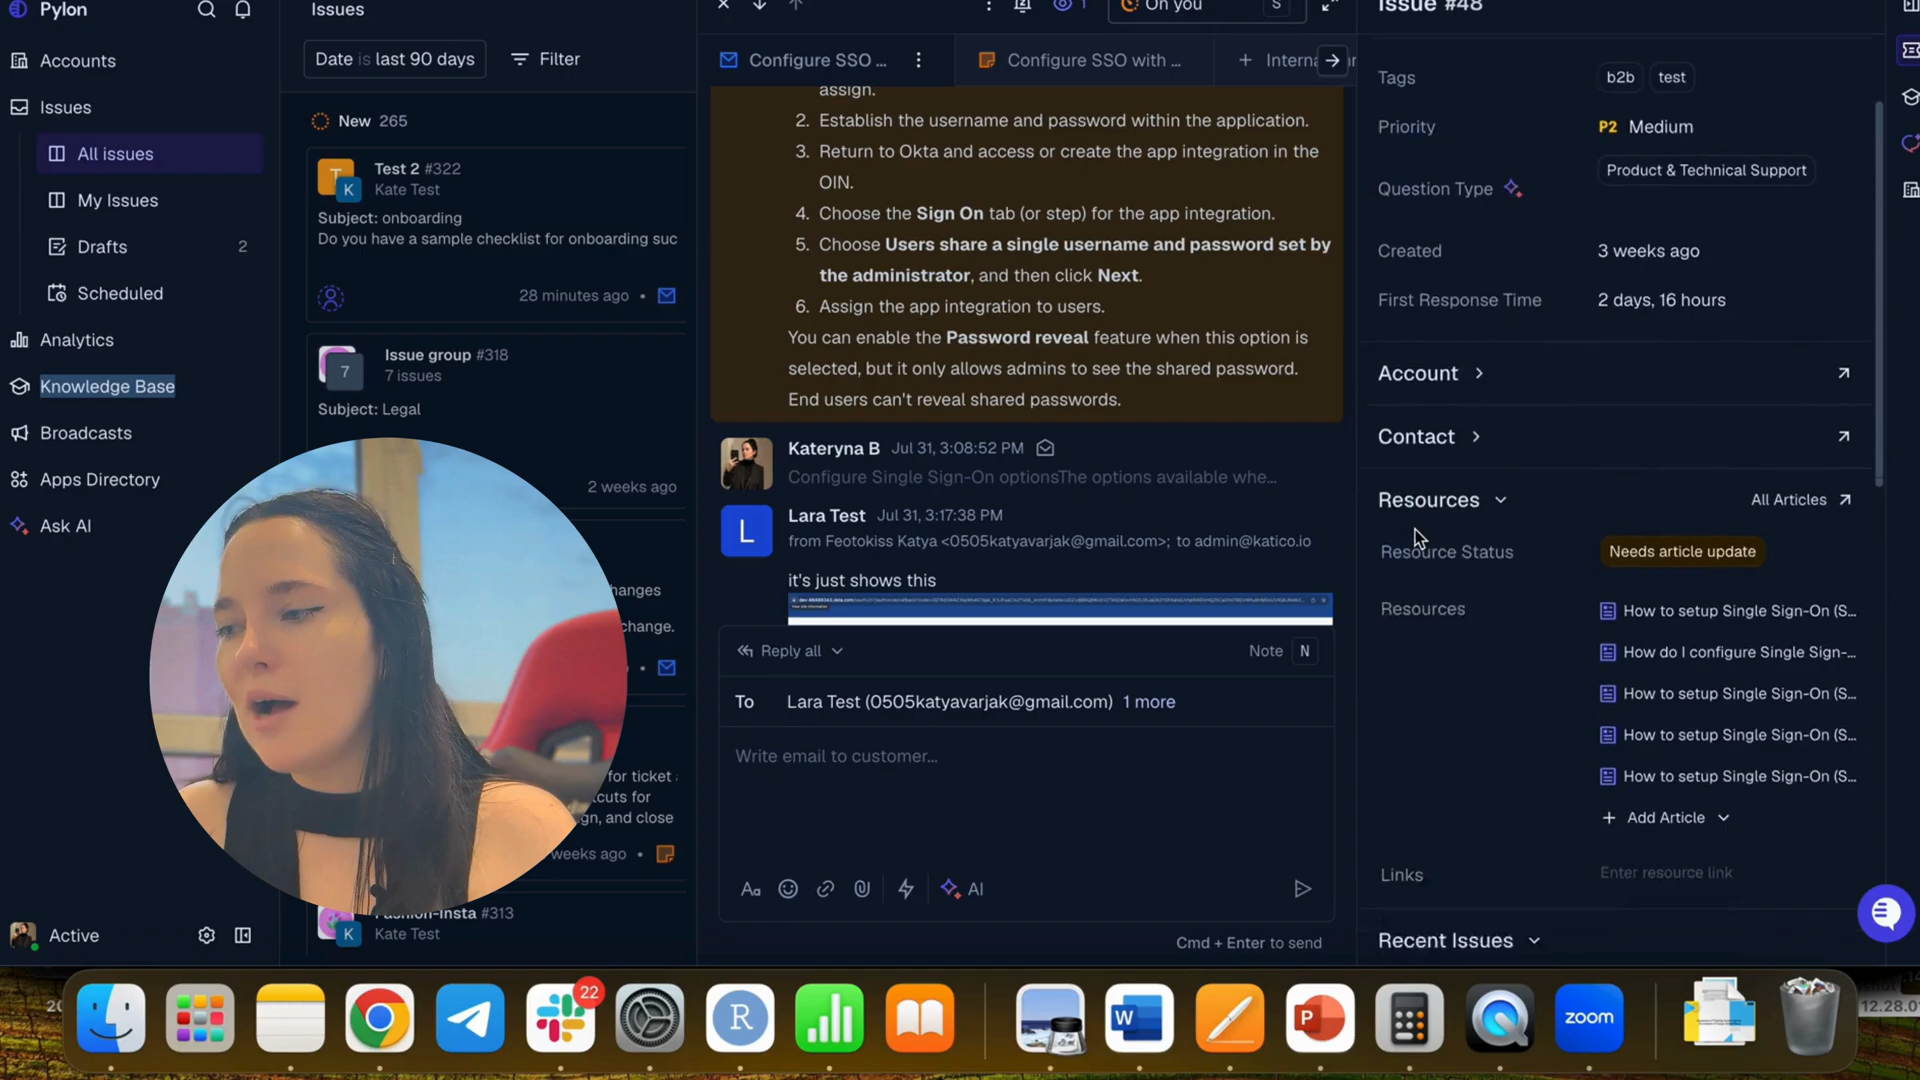 Pylon
Accounts
Issues
All issues
My Issues
Drafts 2
Scheduled
Analytics
Knowledge Base
Broadcasts
Apps Directory
Ask AI
Active
Issues
Date is last 90 days
Filter
New 265
T
K
Test 2 #322
Kate Test
Subject: onboarding
Do you have a sample checklist for onboarding suc
28 minutes ago
7
Issue group #318
7 issues
Subject: Legal
2 weeks ago
hanges
change.
for ticket
cuts for
gn, and close
weeks ago
Fashion-insta #313
K
Kate Test
1
On you
S
Configure SSO ...
Configure SSO with ...
+ Interna
assign.
2. Establish the username and password within the application.
3. Return to Okta and access or create the app integration in the
OIN.
4. Choose the Sign On tab (or step) for the app integration.
5. Choose Users share a single username and password set by
the administrator, and then click Next.
6. Assign the app integration to users.
You can enable the Password reveal feature when this option is
selected, but it only allows admins to see the shared password.
End users can't reveal shared passwords.
Kateryna B Jul 31, 3:08:52 PM
Configure Single Sign-On optionsThe options available whe...
L
Lara Test Jul 31, 3:17:38 PM
from Feotokiss Katya <0505katyavarjak@gmail.com>; to admin@katico.io
it's just shows this
Reply all
Note N
To Lara Test (0505katyavarjak@gmail.com) 1 more
Write email to customer...
Aa
AI
Cmd + Enter to send
Issue #48
Tags b2b test
Priority P2 Medium
Question Type Product & Technical Support
Created 3 weeks ago
First Response Time 2 days, 16 hours
Account
Contact
Resources
All Articles
Resource Status Needs article update
Resources How to setup Single Sign-On (S...
How do I configure Single Sign-...
How to setup Single Sign-On (S...
How to setup Single Sign-On (S...
How to setup Single Sign-On (S...
+ Add Article
Links Enter resource link
Recent Issues
22
R
W
P
zoom
12.28.0